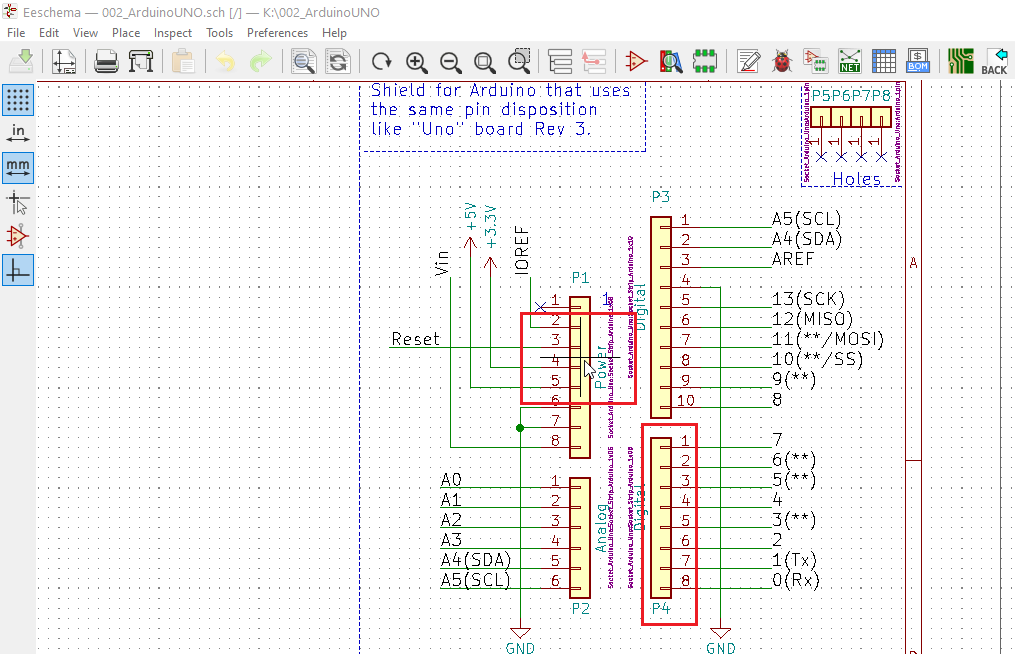 Eeschema — 002_ArduinoUNO.sch [/] — K:\002_ArduinoUNO
File Edit View Place Inspect Tools Preferences Help
NET
$
BOM
BACK
in
mm
Shield for Arduino that uses
the same pin disposition
like "Uno" board Rev 3.
P5 P6 P7 P8
1 1 1 1
Holes
A
Vin
+5V
+3.3V
IOREF
Reset
P1
1
1
2
3
4
5
6
7
8
Power
P3
Digital
1 A5(SCL)
2 A4(SDA)
3 AREF
4
5 13(SCK)
6 12(MISO)
7 11(**/MOSI)
8 10(**/SS)
9 9(**)
10 8
A0 1
A1 2
A2 3
A3 4
A4(SDA) 5
A5(SCL) 6
Analog
P2
Digital
1 7
2 6(**)
3 5(**)
4 4
5 3(**)
6 2
7 1(Tx)
8 0(Rx)
P4
GND
GND